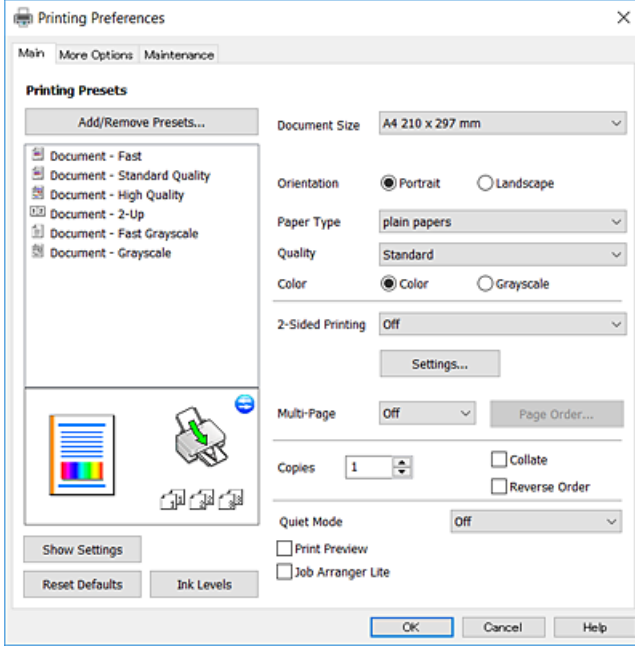 Printing Preferences
Main More Options Maintenance
Printing Presets
Add/Remove Presets...
Document - Fast
Document - Standard Quality
Document - High Quality
Document - 2-Up
Document - Fast Grayscale
Document - Grayscale
Show Settings
Reset Defaults Ink Levels
Document Size A4 210 x 297 mm
Orientation Portrait Landscape
Paper Type plain papers
Quality Standard
Color Color Grayscale
2-Sided Printing Off
Settings...
Multi-Page Off Page Order...
Copies 1 Collate
Reverse Order
Quiet Mode Off
Print Preview
Job Arranger Lite
OK Cancel Help